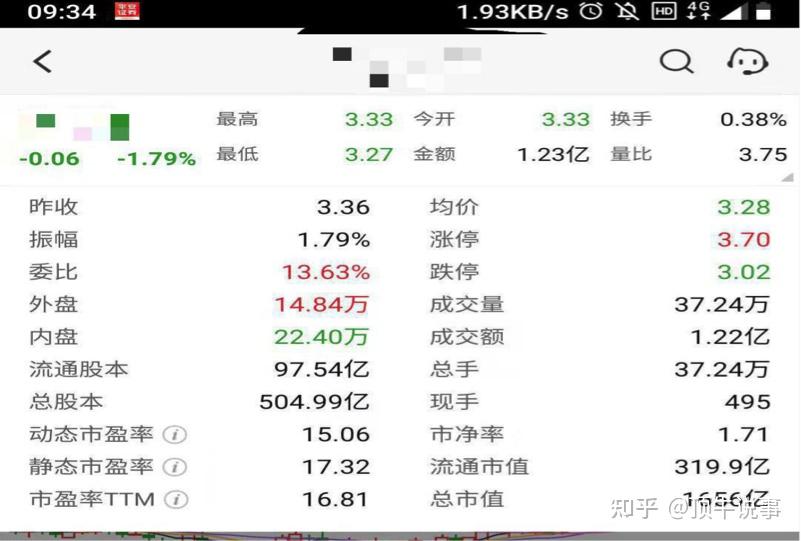 09:34 华安证券 1.93KB/s HD 4G
最高 3.33 今开 3.33 换手 0.38%
-0.06 -1.79% 最低 3.27 金额 1.23亿 量比 3.75
昨收 3.36 均价 3.28
振幅 1.79% 涨停 3.70
委比 13.63% 跌停 3.02
外盘 14.84万 成交量 37.24万
内盘 22.40万 成交额 1.22亿
流通股本 97.54亿 总手 37.24万
总股本 504.99亿 现手 495
动态市盈率 i 15.06 市净率 1.71
静态市盈率 i 17.32 流通市值 319.9亿
市盈率TTM i 16.81 总市值 1656亿
知乎 @顶牛说事